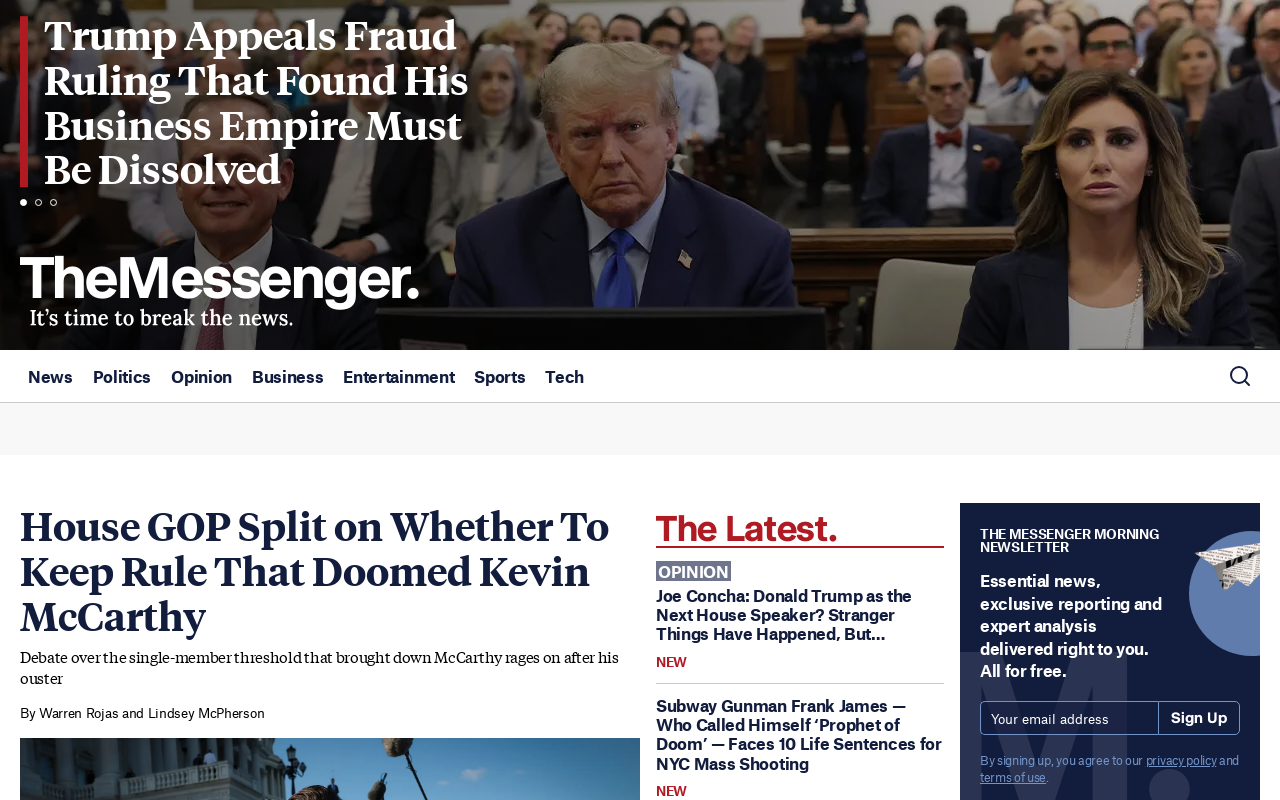 Trump Appeals Fraud
Ruling That Found His
Business Empire Must
Be Dissolved
TheMessenger.
It's time to break the news.
News Politics Opinion Business Entertainment Sports Tech
House GOP Split on Whether To
Keep Rule That Doomed Kevin
McCarthy
Debate over the single-member threshold that brought down McCarthy rages on after his
ouster
By Warren Rojas and Lindsey McPherson
The Latest.
OPINION
Joe Concha: Donald Trump as the
Next House Speaker? Stranger
Things Have Happened, But...
NEW
Subway Gunman Frank James —
Who Called Himself ‘Prophet of
Doom’ — Faces 10 Life Sentences for
NYC Mass Shooting
NEW
THE MESSENGER MORNING
NEWSLETTER
Essential news,
exclusive reporting and
expert analysis
delivered right to you.
All for free.
Your email address Sign Up
By signing up, you agree to our privacy policy and
terms of use.
M.